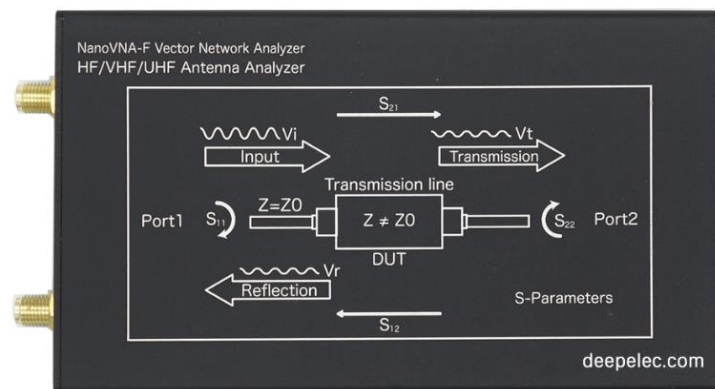 NanoVNA-F Vector Network Analyzer
HF/VHF/UHF Antenna Analyzer
S₂₁
Vi
Vt
Input
Transmission
Transmission line
Z=Z0
Port1
S₁₁
Z ≠ Z0
S₂₂
Port2
DUT
Vr
Reflection
S-Parameters
S₁₂
deepelec.com